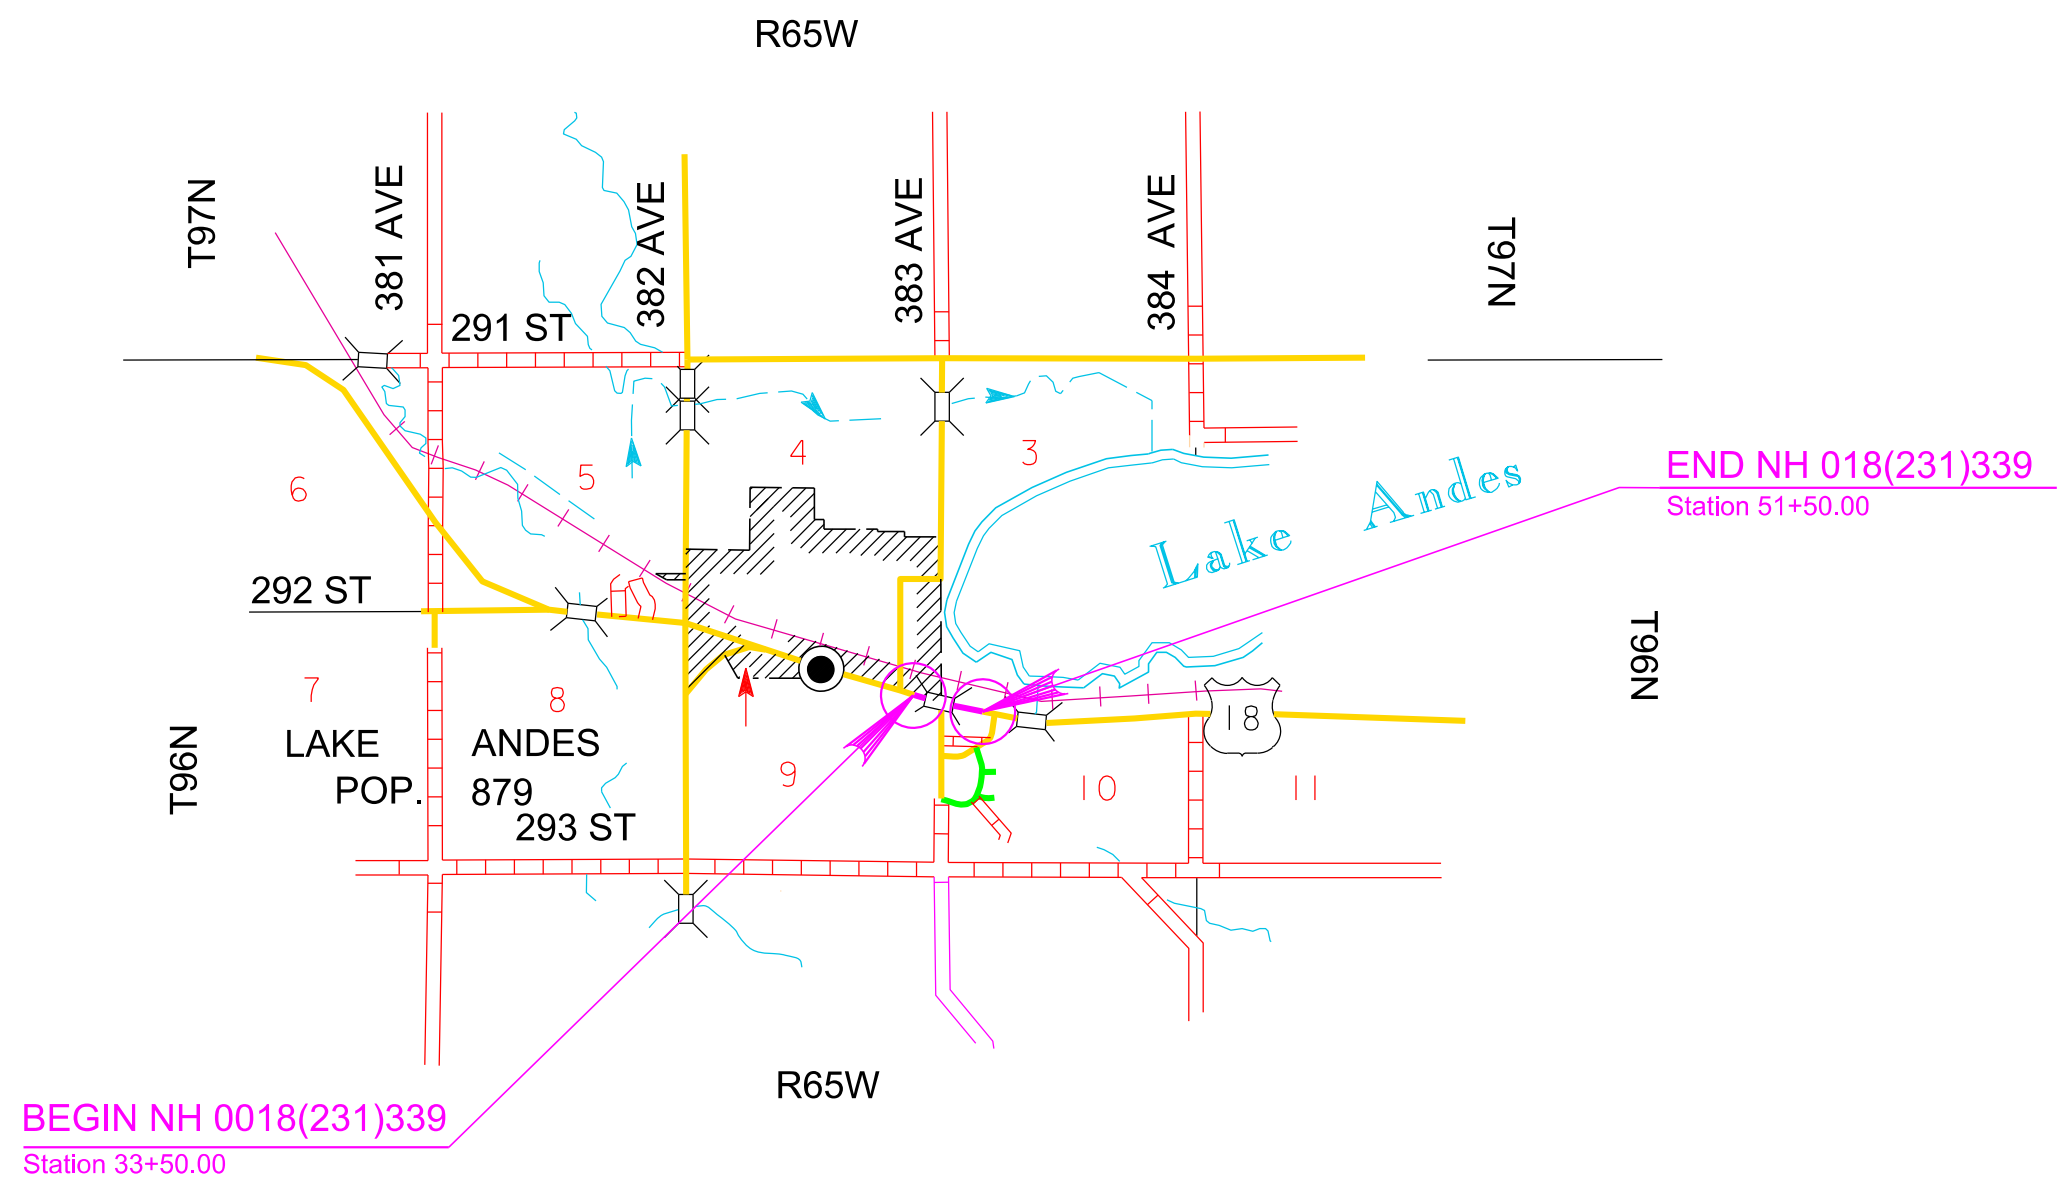 R65W
T97N
381 AVE
382 AVE
383 AVE
384 AVE
T97N
291 ST
6
5
4
3
END NH 018(231)339
Station 51+50.00
Lake Andes
292 ST
T96N
7
8
18
LAKE ANDES
POP. 879
T96N
9
10
11
293 ST
R65W
BEGIN NH 0018(231)339
Station 33+50.00